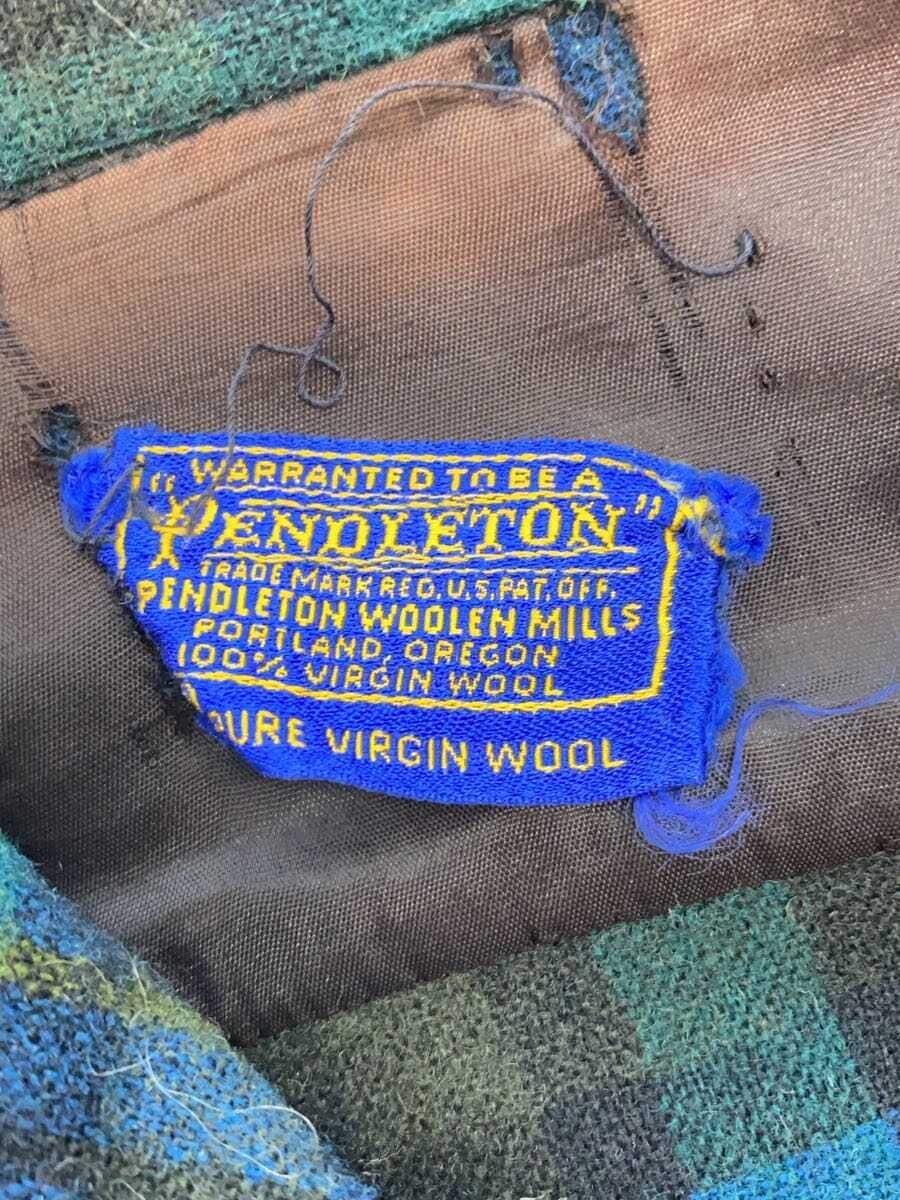 WARRANTED TO BE A
"PENDLETON"
TRADE MARK REG. U.S. PAT. OFF.
PENDLETON WOOLEN MILLS
PORTLAND, OREGON
100% VIRGIN WOOL
PURE VIRGIN WOOL